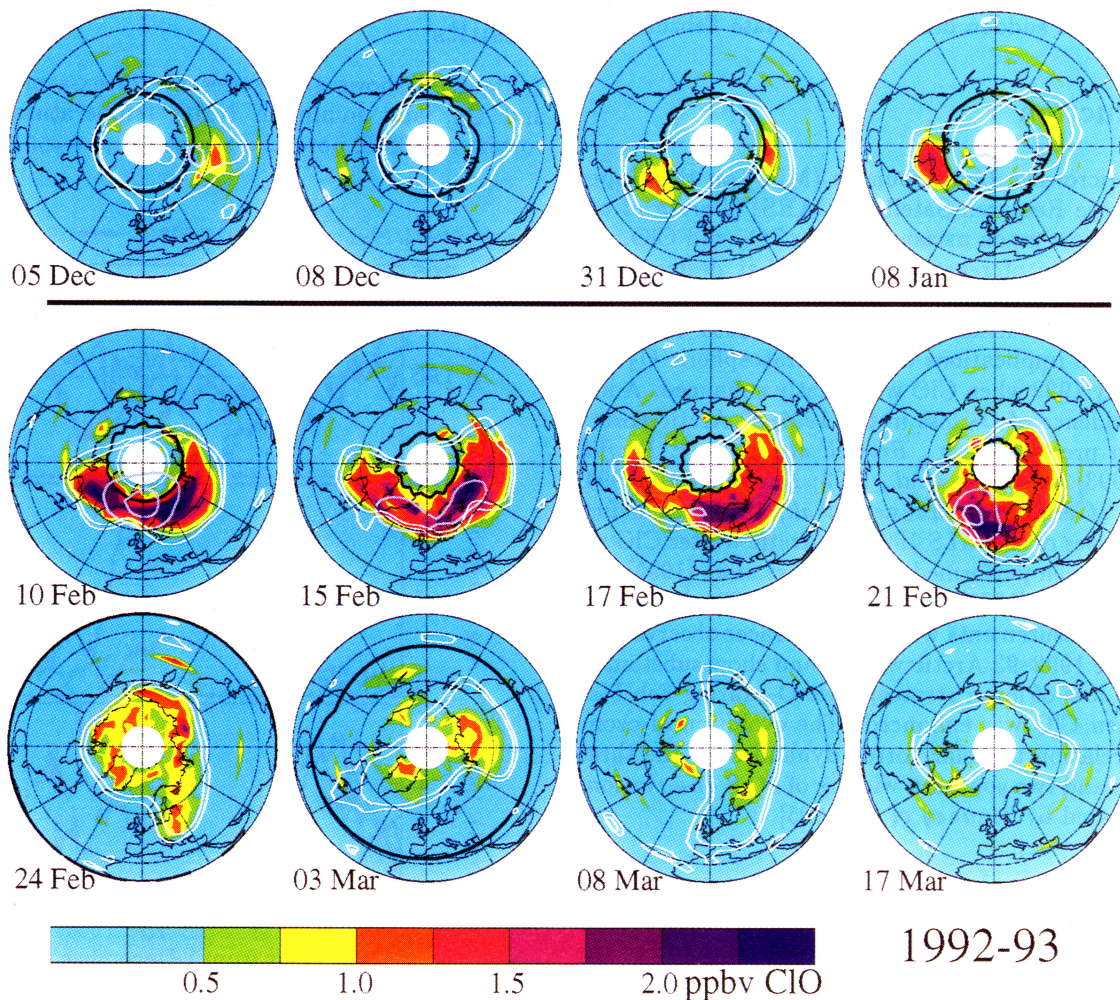 05 Dec 08 Dec 31 Dec 08 Jan
10 Feb 15 Feb 17 Feb 21 Feb
24 Feb 03 Mar 08 Mar 17 Mar
0.5 1.0 1.5 2.0 ppbv ClO 1992-93